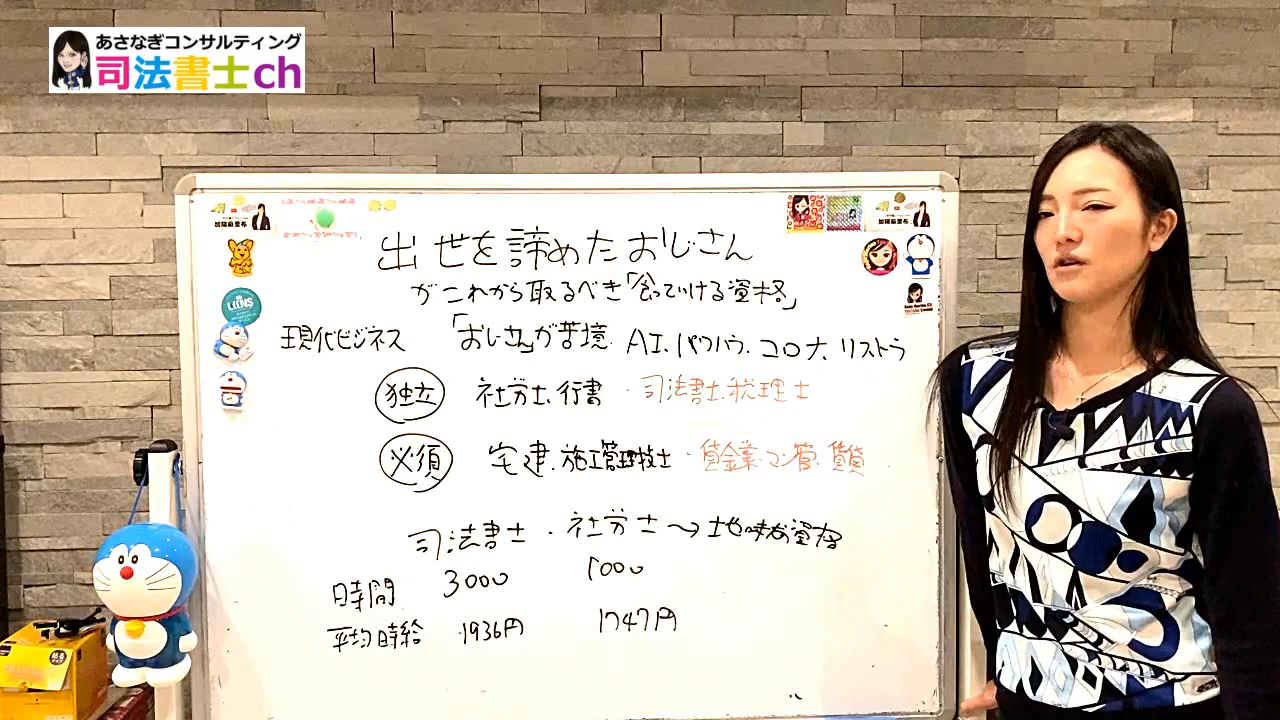 あさなぎコンサルティング
司法書士ch
出世を諦めたおじさん
がこれから取るべき「食っていける資格」
現代ビジネス 「おじさん」が苦境. AI、パワハラ、コロナ、リストラ
独立 社労士、行書 ・司法書士、税理士
必須 宅建、施工管理技士 ・貸金業、マン管、賃貸
司法書士 ・ 社労士 → 地味な資格
時間 3000 1000
平均時給 1936円 1747円
LIONS